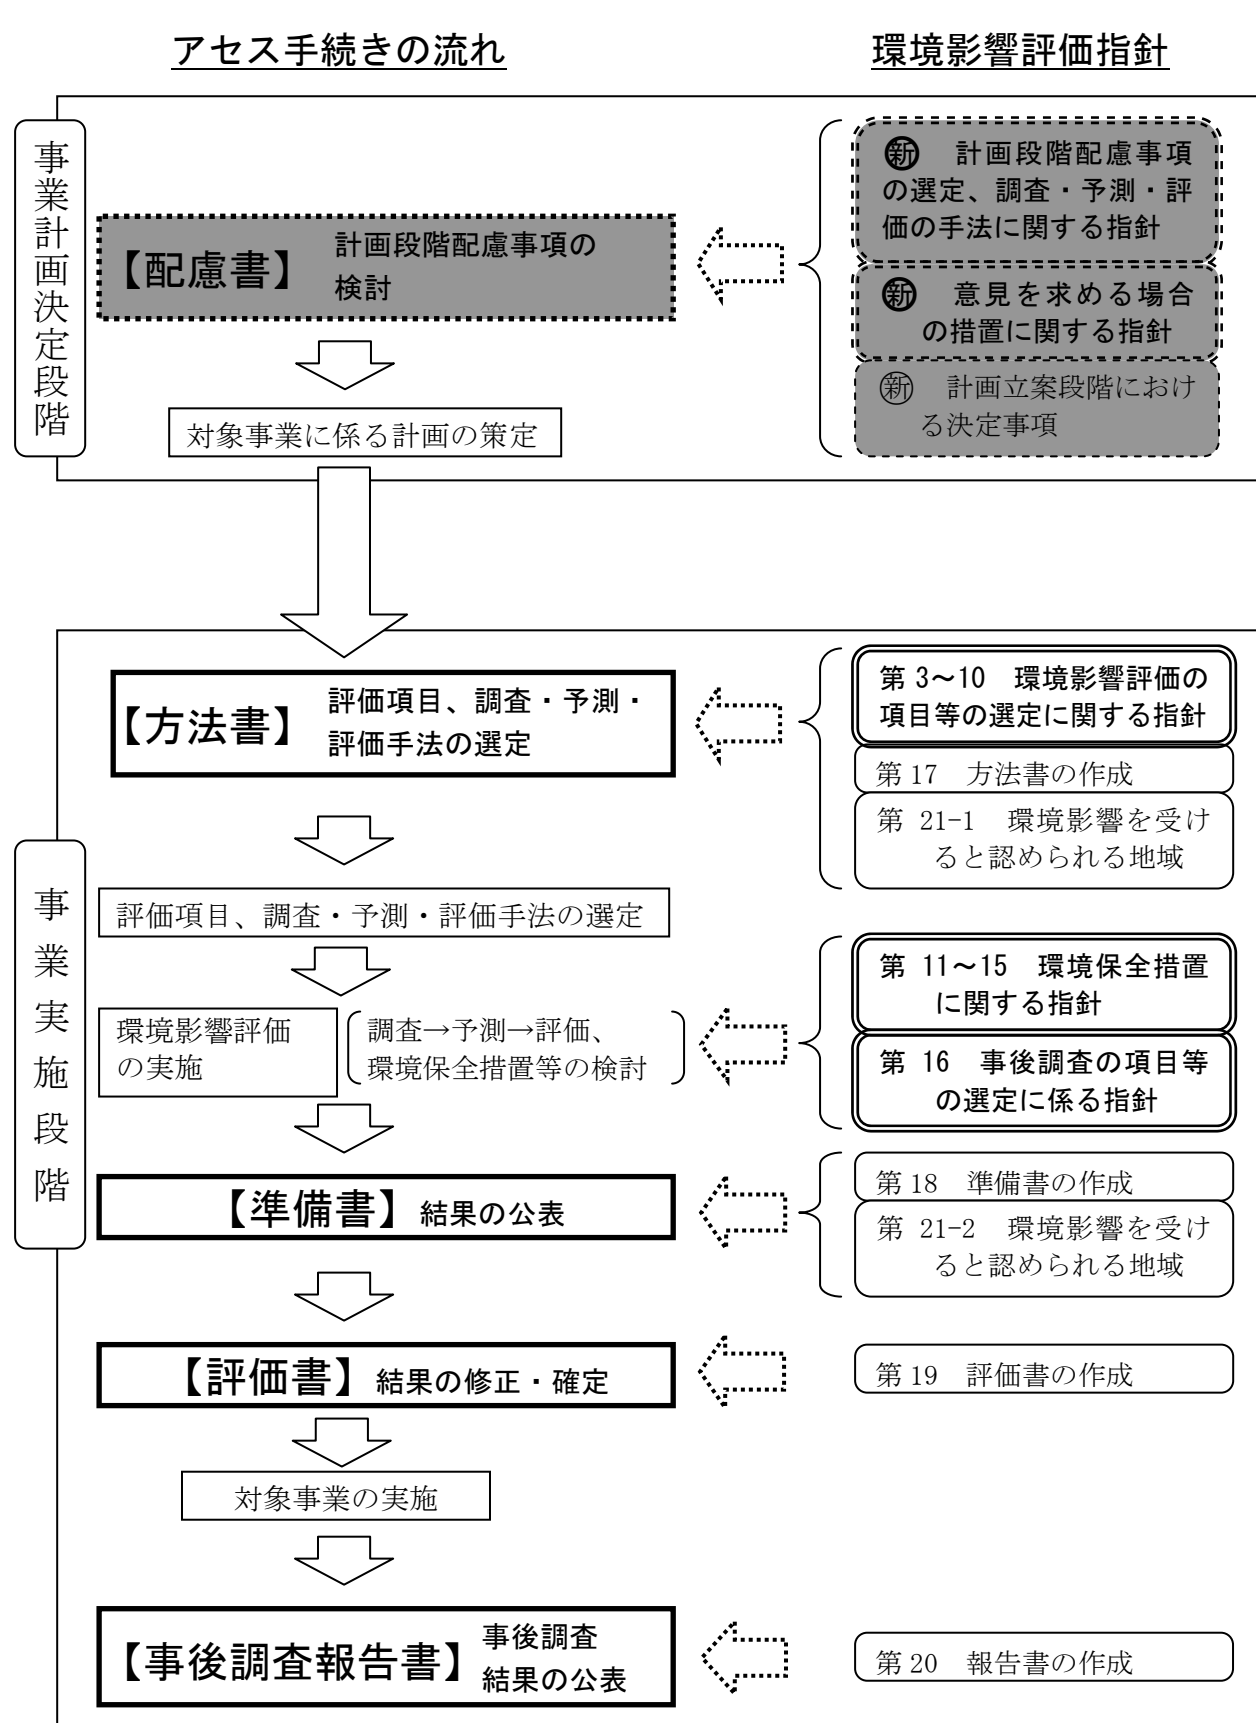 アセス手続きの流れ
環境影響評価指針
事業計画決定段階
【配慮書】 計画段階配慮事項の
検討
㊟新 計画段階配慮事項
の選定、調査・予測・評
価の手法に関する指針
新 意見を求める場合
の措置に関する指針
新 計画立案段階におけ
る決定事項
対象事業に係る計画の策定
事業実施段階
【方法書】 評価項目、調査・予測・
評価手法の選定
第 3～10 環境影響評価の
項目等の選定に関する指針
第 17 方法書の作成
第 21-1 環境影響を受け
ると認められる地域
評価項目、調査・予測・評価手法の選定
環境影響評価
の実施
調査→予測→評価、
環境保全措置等の検討
第 11～15 環境保全措置
に関する指針
第 16 事後調査の項目等
の選定に係る指針
【準備書】 結果の公表
第 18 準備書の作成
第 21-2 環境影響を受け
ると認められる地域
【評価書】 結果の修正・確定
第 19 評価書の作成
対象事業の実施
【事後調査報告書】 事後調査
結果の公表
第 20 報告書の作成